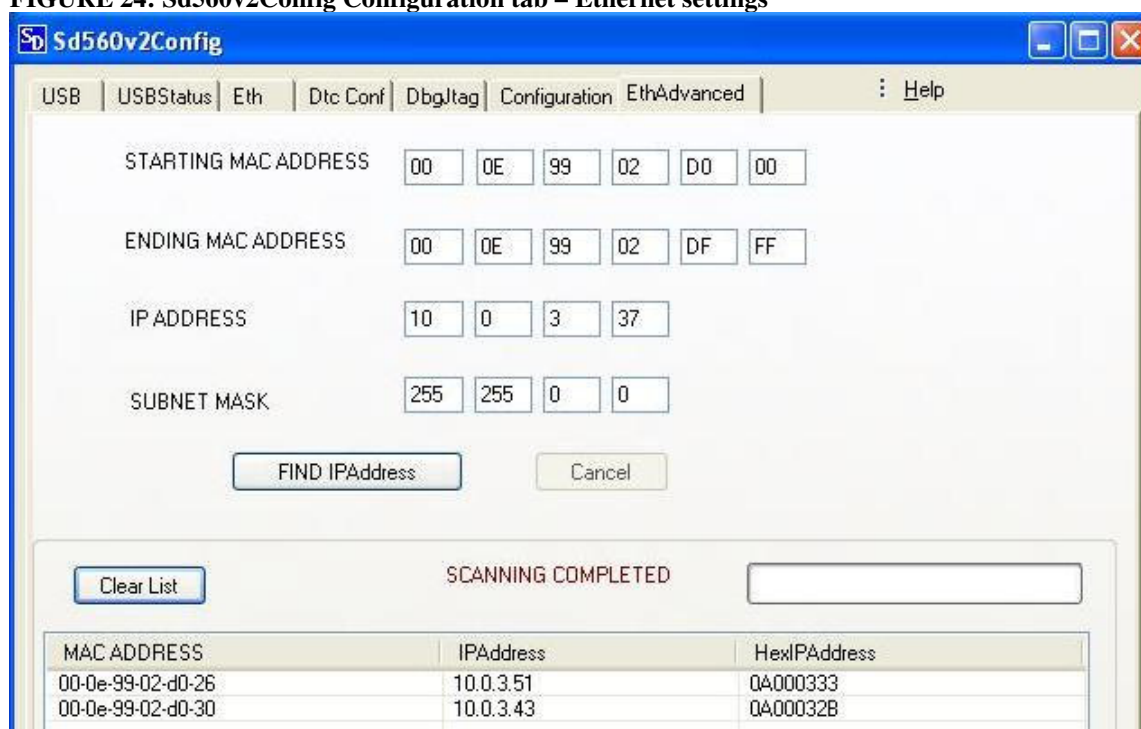 FIGURE 24: Sd560v2Config Configuration tab – Ethernet settings
SD Sd560v2Config
USB USBStatus Eth Dtc Conf DbgJtag Configuration EthAdvanced Help
STARTING MAC ADDRESS 00 0E 99 02 D0 00
ENDING MAC ADDRESS 00 0E 99 02 DF FF
IP ADDRESS 10 0 3 37
SUBNET MASK 255 255 0 0
FIND IPAddress Cancel
Clear List SCANNING COMPLETED
MAC ADDRESS IPAddress HexIPAddress
00-0e-99-02-d0-26 10.0.3.51 0A000333
00-0e-99-02-d0-30 10.0.3.43 0A00032B